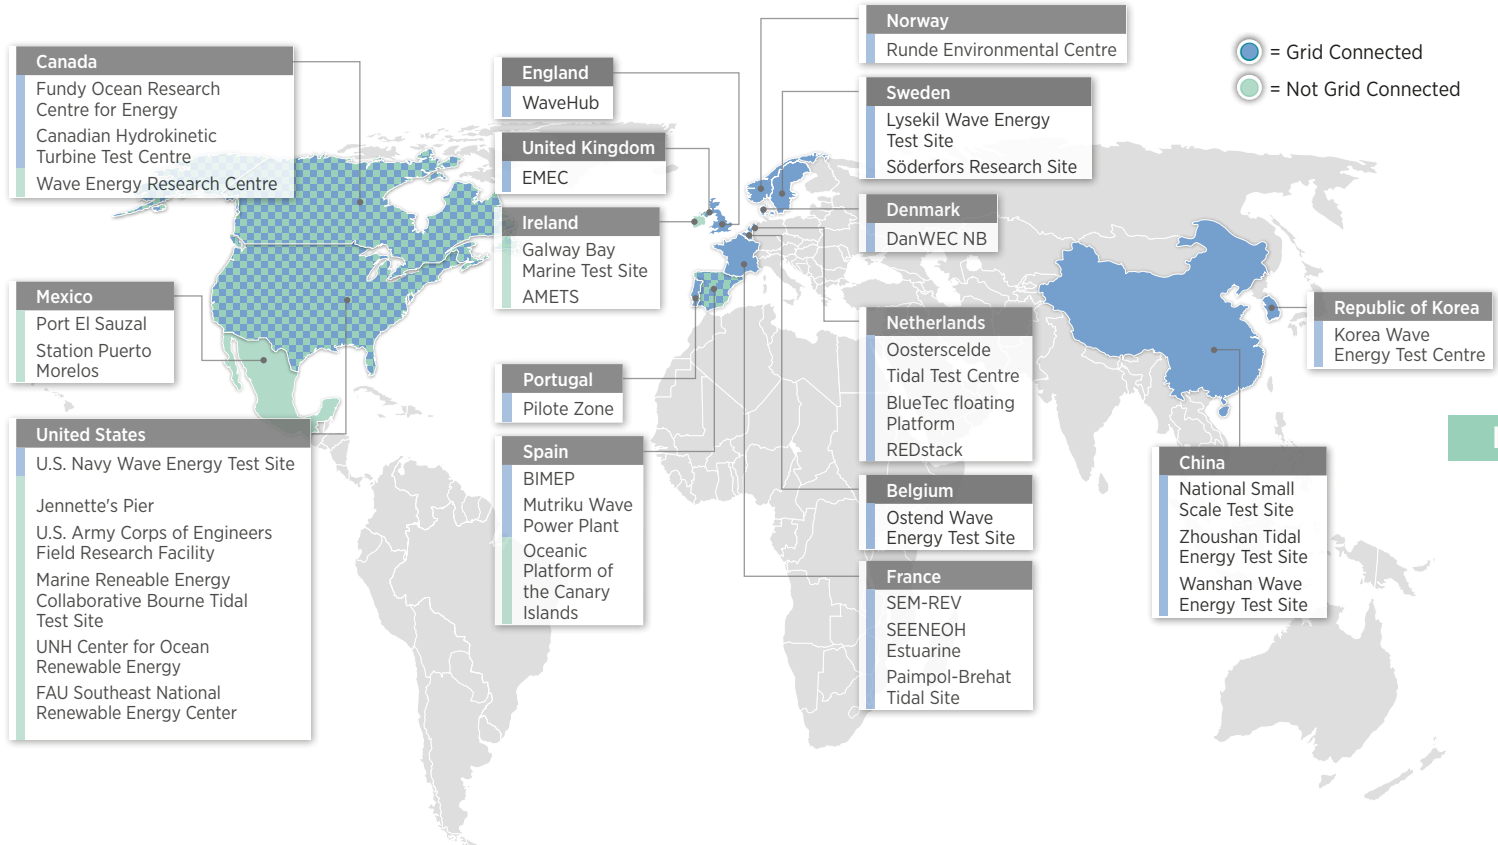 Canada
Fundy Ocean Research
Centre for Energy
Canadian Hydrokinetic
Turbine Test Centre
Wave Energy Research Centre
Mexico
Port El Sauzal
Station Puerto
Morelos
United States
U.S. Navy Wave Energy Test Site
Jennette's Pier
U.S. Army Corps of Engineers
Field Research Facility
Marine Reneable Energy
Collaborative Bourne Tidal
Test Site
UNH Center for Ocean
Renewable Energy
FAU Southeast National
Renewable Energy Center
England
WaveHub
United Kingdom
EMEC
Ireland
Galway Bay
Marine Test Site
AMETS
Portugal
Pilote Zone
Spain
BIMEP
Mutriku Wave
Power Plant
Oceanic
Platform of
the Canary
Islands
Norway
Runde Environmental Centre
Sweden
Lysekil Wave Energy
Test Site
Söderfors Research Site
Denmark
DanWEC NB
Netherlands
Oosterscelde
Tidal Test Centre
BlueTec floating
Platform
REDstack
Belgium
Ostend Wave
Energy Test Site
France
SEM-REV
SEENEOH
Estuarine
Paimpol-Brehat
Tidal Site
= Grid Connected
= Not Grid Connected
Republic of Korea
Korea Wave
Energy Test Centre
China
National Small
Scale Test Site
Zhoushan Tidal
Energy Test Site
Wanshan Wave
Energy Test Site